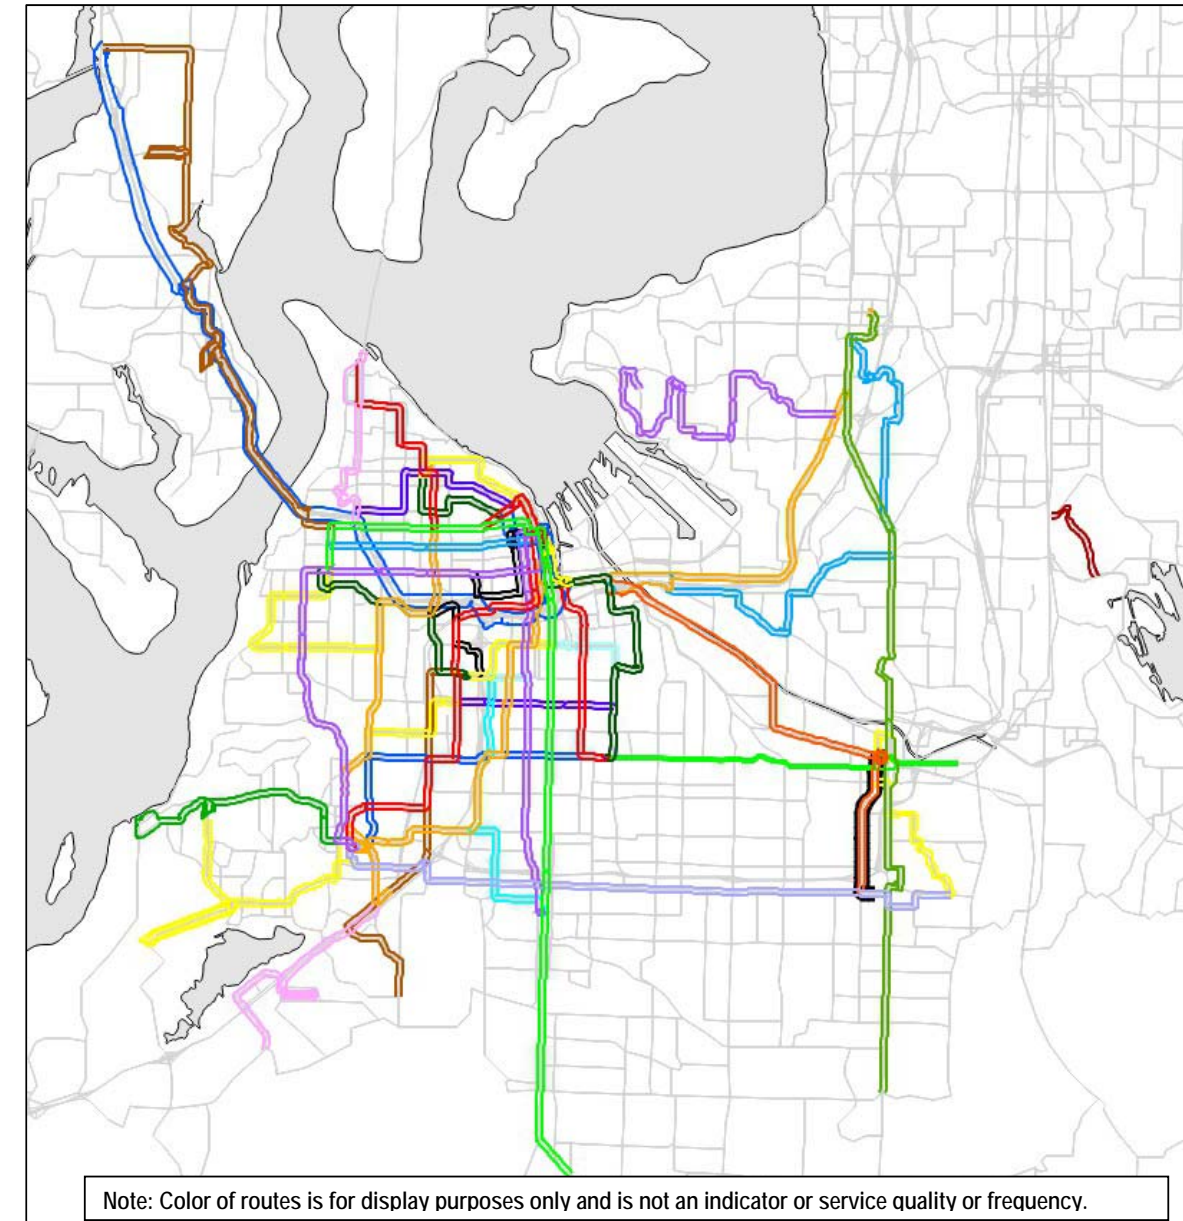 Note: Color of routes is for display purposes only and is not an indicator or service quality or frequency.